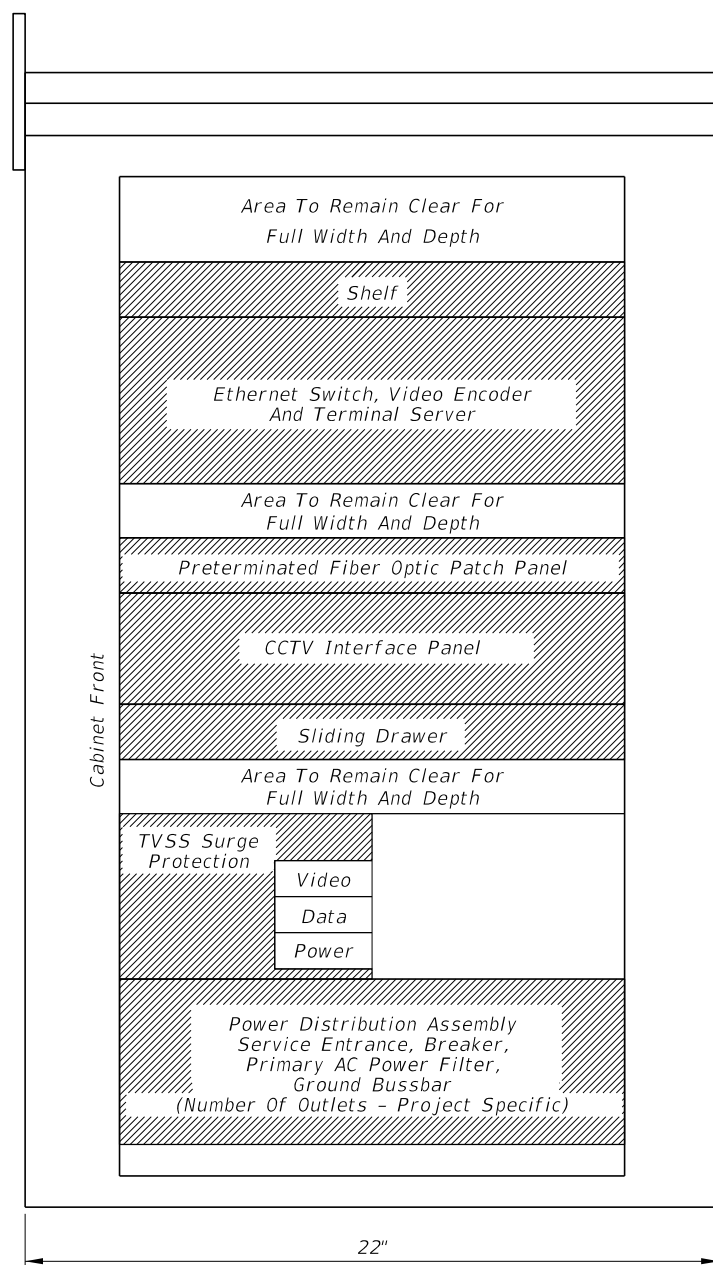 Area To Remain Clear For
Full Width And Depth
Shelf
Ethernet Switch, Video Encoder
And Terminal Server
Area To Remain Clear For
Full Width And Depth
Preterminated Fiber Optic Patch Panel
CCTV Interface Panel
Cabinet Front
Sliding Drawer
Area To Remain Clear For
Full Width And Depth
TVSS Surge
Protection
Video
Data
Power
Power Distribution Assembly
Service Entrance, Breaker,
Primary AC Power Filter,
Ground Bussbar
(Number Of Outlets - Project Specific)
22"